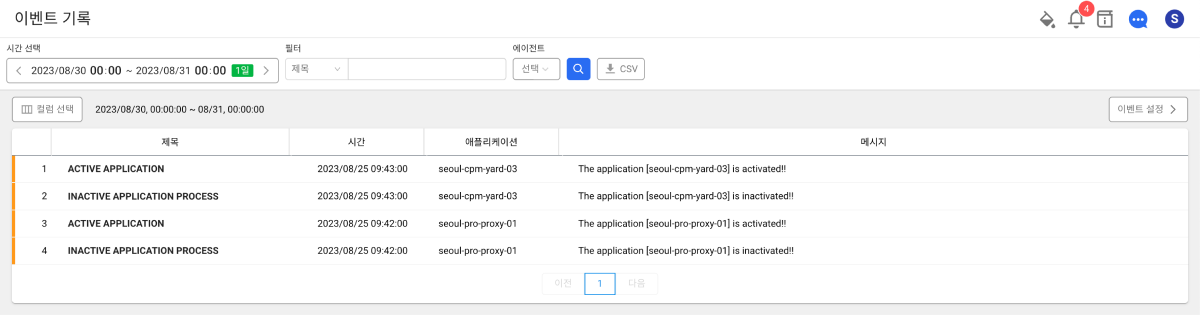 이벤트 기록
4
S
시간 선택
필터
에이전트
2023/08/30 00:00 ~ 2023/08/31 00:00 1일
제목
선택
CSV
컬럼 선택
2023/08/30, 00:00:00 ~ 08/31, 00:00:00
이벤트 설정
제목 시간 애플리케이션 메시지
1 ACTIVE APPLICATION 2023/08/25 09:43:00 seoul-cpm-yard-03 The application [seoul-cpm-yard-03] is activated!!
2 INACTIVE APPLICATION PROCESS 2023/08/25 09:43:00 seoul-cpm-yard-03 The application [seoul-cpm-yard-03] is inactivated!!
3 ACTIVE APPLICATION 2023/08/25 09:42:00 seoul-pro-proxy-01 The application [seoul-pro-proxy-01] is activated!!
4 INACTIVE APPLICATION PROCESS 2023/08/25 09:42:00 seoul-pro-proxy-01 The application [seoul-pro-proxy-01] is inactivated!!
이전 1 다음